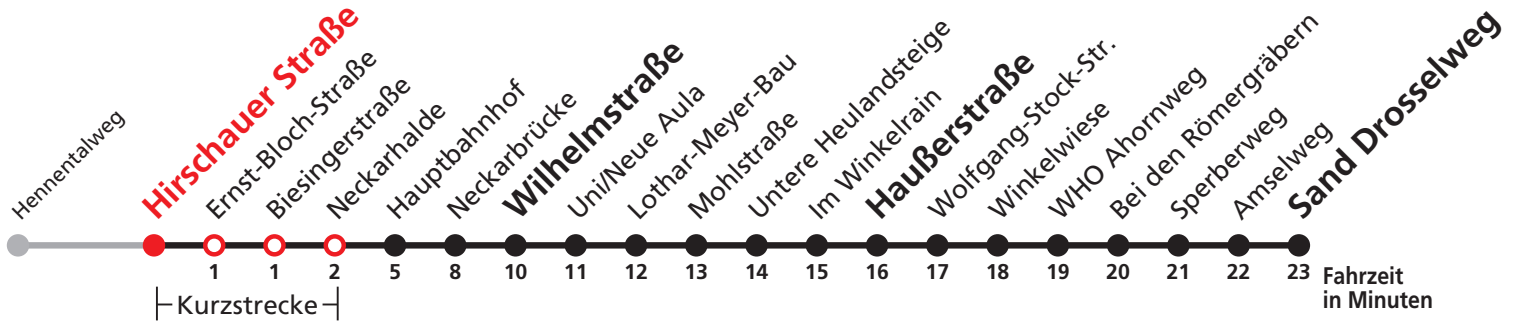 Hennentalweg
Hirschauer Straße
Ernst-Bloch-Straße
Biesingerstraße
Neckarhalde
Hauptbahnhof
Neckarbrücke
Wilhelmstraße
Uni/Neue Aula
Lothar-Meyer-Bau
Mohlstraße
Untere Heulandsteige
Im Winkelrain
Haußerstraße
Wolfgang-Stock-Str.
Winkelwiese
WHO Ahornweg
Bei den Römergräbern
Sperberweg
Amselweg
Sand Drosselweg
1 1 2 5 8 10 11 12 13 14 15 16 17 18 19 20 21 22 23 Fahrzeit
in Minuten
Kurzstrecke